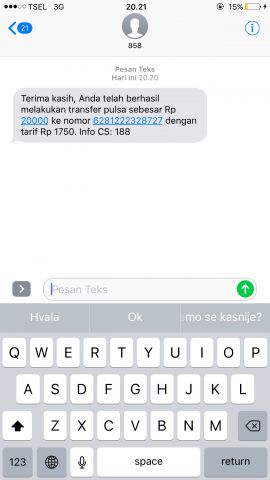 TSEL 3G 20.21 15%
21
858
Pesan Teks
Hari ini 20.20
Terima kasih, Anda telah berhasil
melakukan transfer pulsa sebesar Rp
20000 ke nomor 6281222328727 dengan
tarif Rp 1750. Info CS: 188
Pesan Teks
Hvala Ok mo se kasnije?
Q W E R T Y U I O P
A S D F G H J K L
Z X C V B N M
123 space return